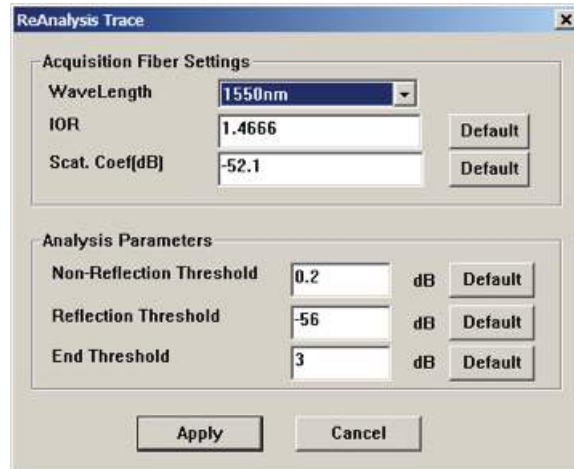 ReAnalysis Trace
Acquisition Fiber Settings
WaveLength 1550nm
IOR 1.4666 Default
Scat. Coef(dB) -52.1 Default
Analysis Parameters
Non-Reflection Threshold 0.2 dB Default
Reflection Threshold -56 dB Default
End Threshold 3 dB Default
Apply Cancel